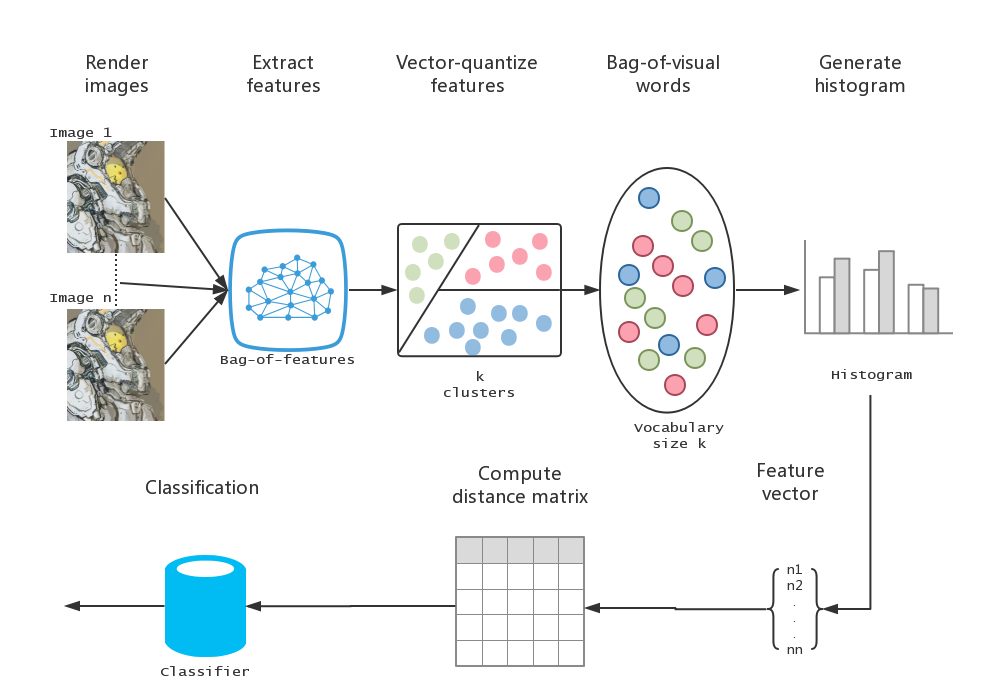 Render
images
Extract
features
Vector-quantize
features
Bag-of-visual
words
Generate
histogram
Image 1
Image n
Bag-of-features
k
clusters
Vocabulary
size k
Histogram
Classification
Compute
distance matrix
Feature
vector
n1
n2
.
.
.
nn
Classifier